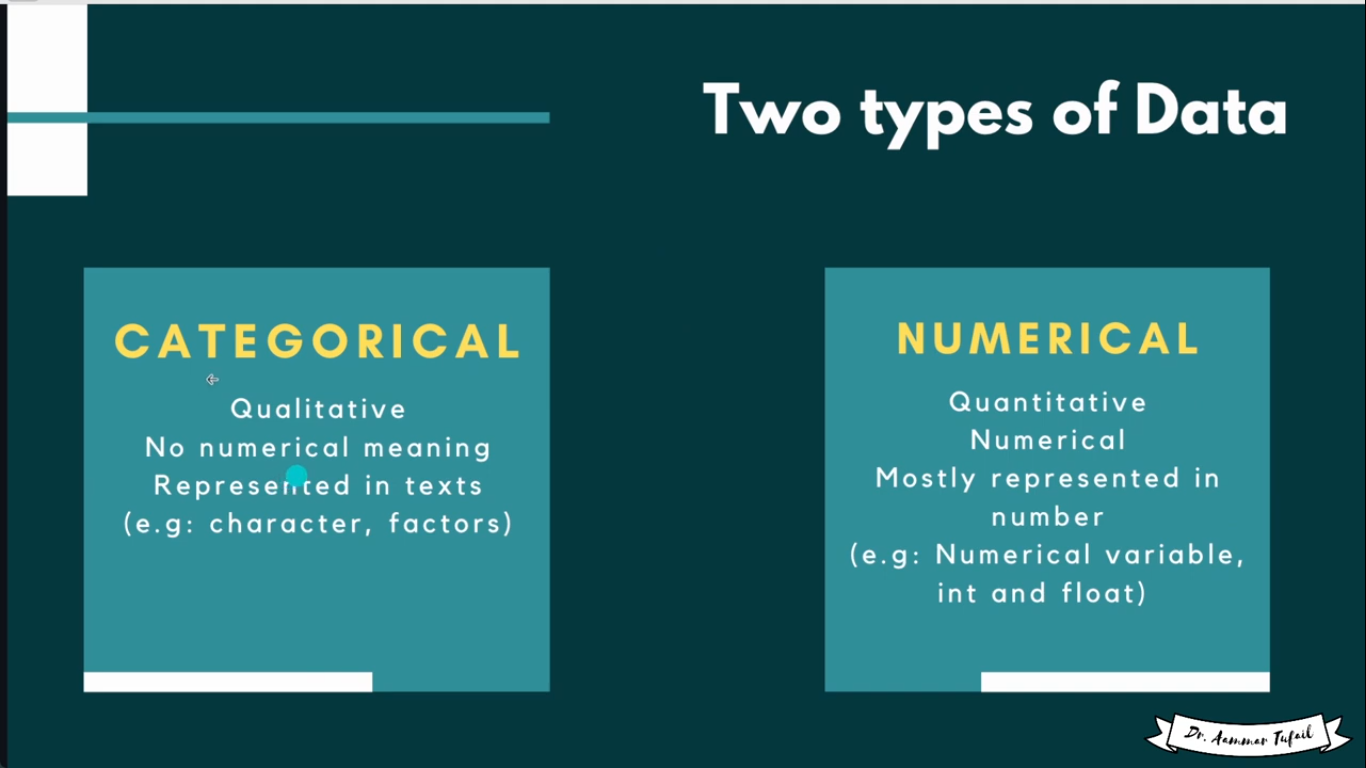 Two types of Data
CATEGORICAL
Qualitative
No numerical meaning
Represented in texts
(e.g: character, factors)
NUMERICAL
Quantitative
Numerical
Mostly represented in
number
(e.g: Numerical variable,
int and float)
Dr. Aammar Tufail